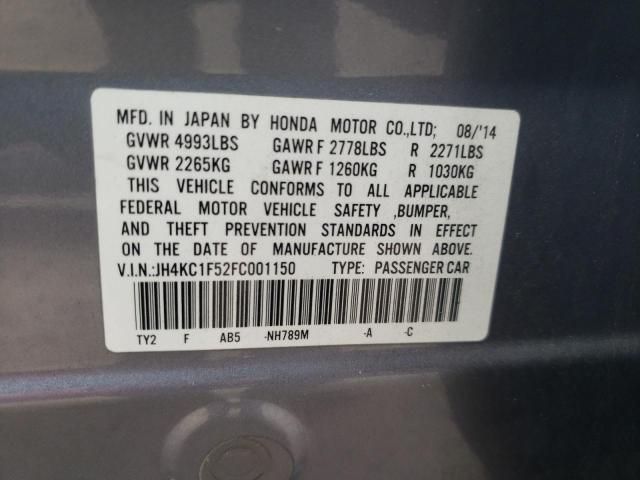 MFD. IN JAPAN BY HONDA MOTOR CO.,LTD; 08/'14
GVWR 4993LBS GAWR F 2778LBS R 2271LBS
GVWR 2265KG GAWR F 1260KG R 1030KG
THIS VEHICLE CONFORMS TO ALL APPLICABLE
FEDERAL MOTOR VEHICLE SAFETY ,BUMPER,
AND THEFT PREVENTION STANDARDS IN EFFECT
ON THE DATE OF MANUFACTURE SHOWN ABOVE.
V.I.N.:JH4KC1F52FC001150 TYPE: PASSENGER CAR
TY2 F AB5 -NH789M -A -C